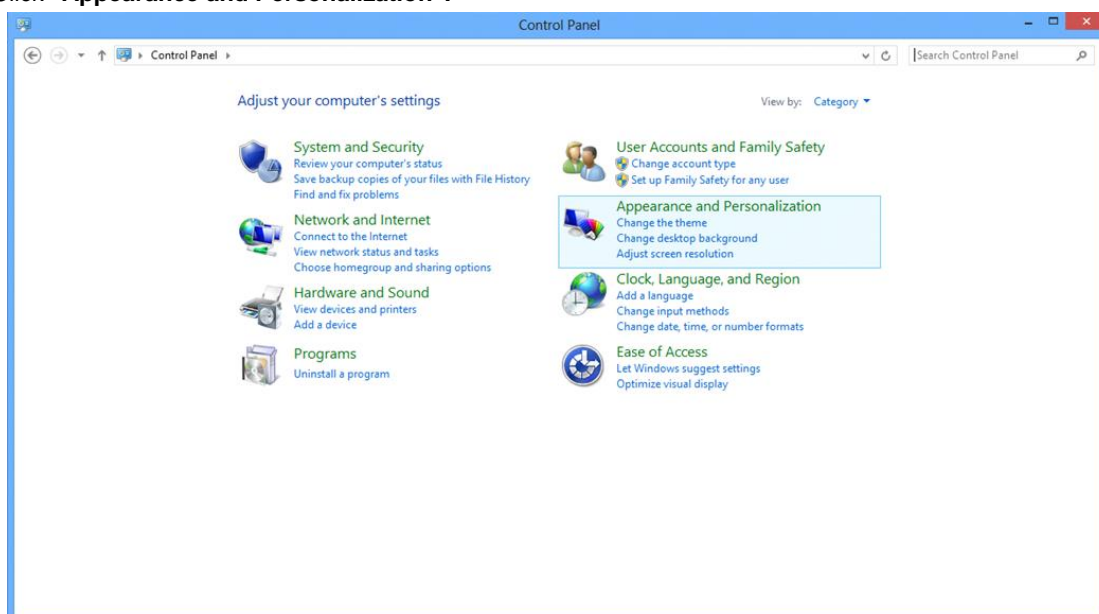 "Appearance and Personalization".
Control Panel
Control Panel
Search Control Panel
Adjust your computer's settings
View by: Category
System and Security
Review your computer's status
Save backup copies of your files with File History
Find and fix problems
Network and Internet
Connect to the Internet
View network status and tasks
Choose homegroup and sharing options
Hardware and Sound
View devices and printers
Add a device
Programs
Uninstall a program
User Accounts and Family Safety
Change account type
Set up Family Safety for any user
Appearance and Personalization
Change the theme
Change desktop background
Adjust screen resolution
Clock, Language, and Region
Add a language
Change input methods
Change date, time, or number formats
Ease of Access
Let Windows suggest settings
Optimize visual display